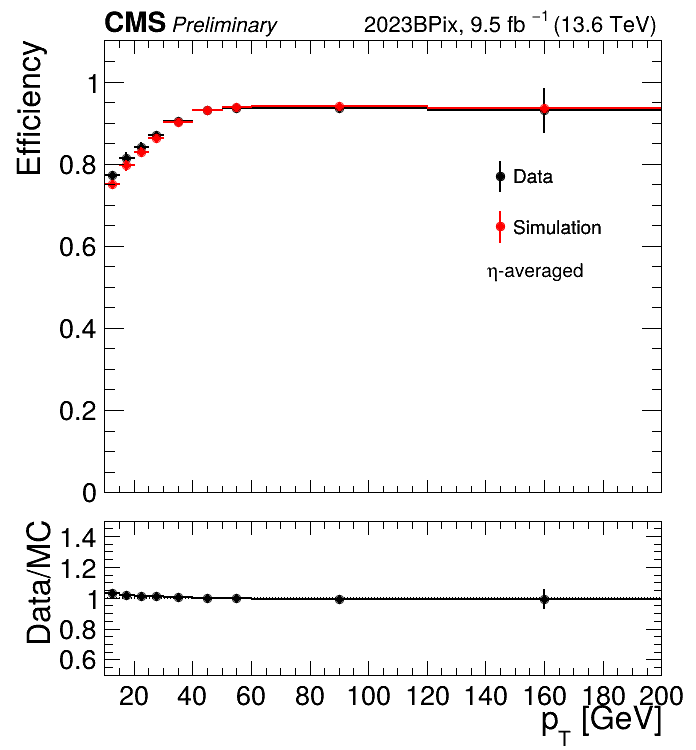 CMS Preliminary 2023BPix, 9.5 fb⁻¹ (13.6 TeV)
Efficiency
1
0.8
0.6
0.4
0.2
0
Data
Simulation
η-averaged
Data/MC
1.4
1.2
1
0.8
0.6
20 40 60 80 100 120 140 160 180 200
p_T [GeV]